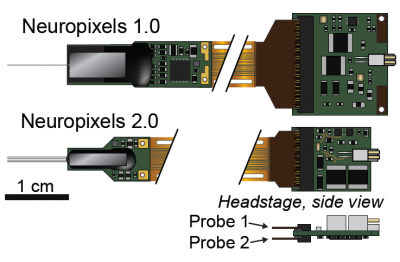 Neuropixels 1.0
Neuropixels 2.0
1 cm
Headstage, side view
Probe 1
Probe 2